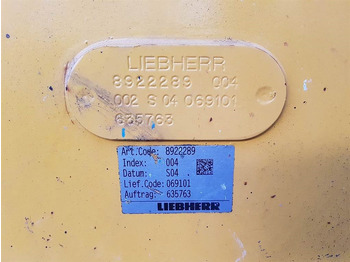 LIEBHERR
8922289 004
002 S 04 069101
635763
Art.Code: 8922289
Index: 004
Datum: S04
Lief.Code: 069101
Auftrag: 635763
LIEBHERR